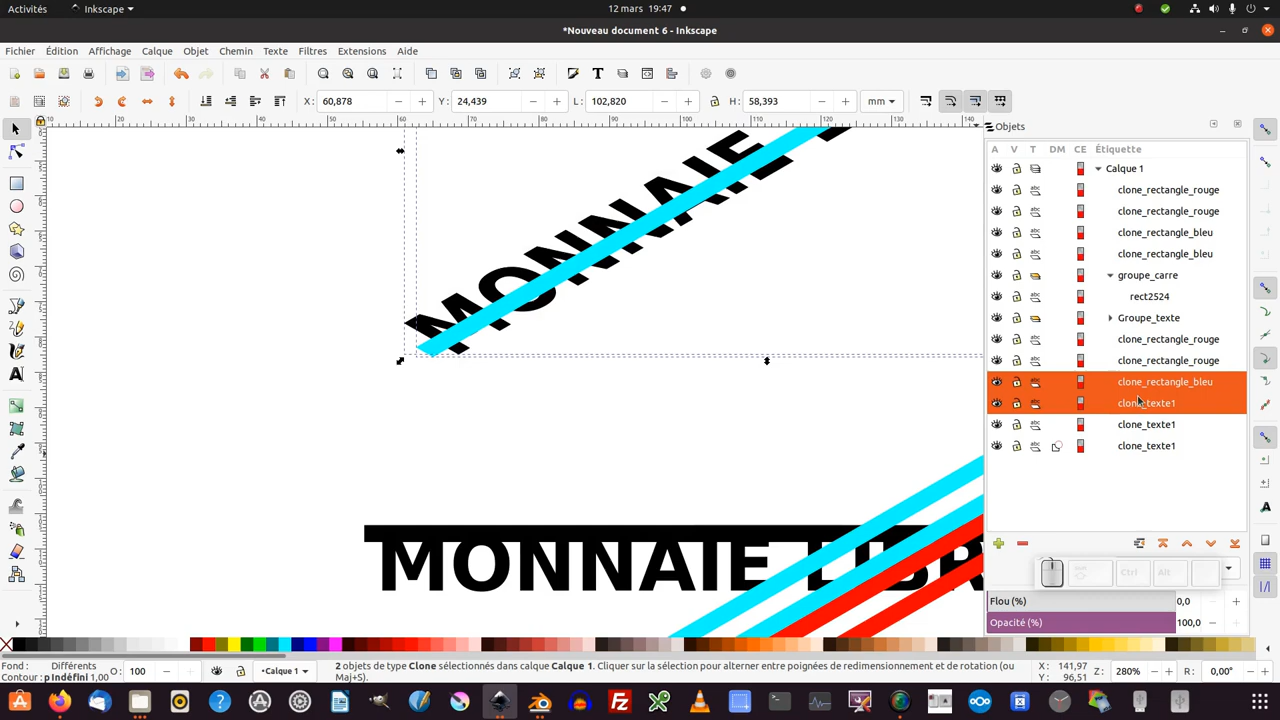 Activités Inkscape 12 mars 19:47
*Nouveau document 6 - Inkscape
Fichier Édition Affichage Calque Objet Chemin Texte Filtres Extensions Aide
X: 60,878 Y: 24,439 L: 102,820 H: 58,393 mm
Objets
A V T DM CE Étiquette
Calque 1
clone_rectangle_rouge
clone_rectangle_rouge
clone_rectangle_bleu
clone_rectangle_bleu
groupe_carre
rect2524
Groupe_texte
clone_rectangle_rouge
clone_rectangle_rouge
clone_rectangle_bleu
clone_texte1
clone_texte1
clone_texte1
MONNAIE
MONNAIE LIBR
Ctrl Alt
Flou (%) 0,0
Opacité (%) 100,0
Fond : Différents
Contour : pIndéfini 1,00
O: 100
•Calque 1
2 objets de type Clone sélectionnés dans calque Calque 1. Cliquer sur la sélection pour alterner entre poignées de redimensionnement et de rotation (ou Maj+S).
X: 141,97
Y: 96,51
Z: 280%
R: 0,00°